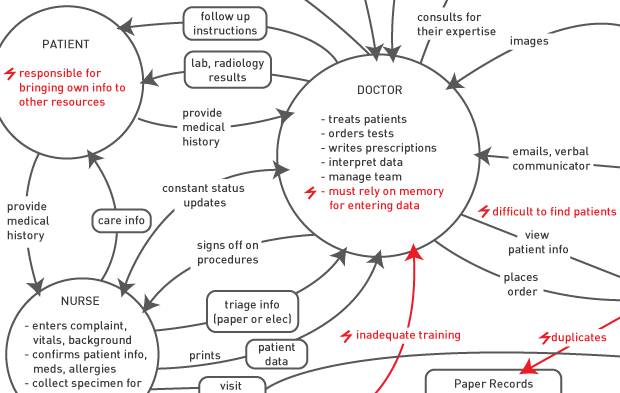 follow up
instructions
consults for
their expertise
images
PATIENT
responsible for
bringing own info to
other resources
lab, radiology
results
DOCTOR
- treats patients
- orders tests
- writes prescriptions
- interpret data
- manage team
- must rely on memory
for entering data
provide
medical
history
emails, verbal
communicator
constant status
updates
provide
medical
history
care info
difficult to find patients
view
patient info
signs off on
procedures
places
order
NURSE
- enters complaint,
vitals, background
- confirms patient info,
meds, allergies
- collect specimen for
triage info
(paper or elec)
inadequate training
duplicates
prints
patient
data
visit
Paper Records